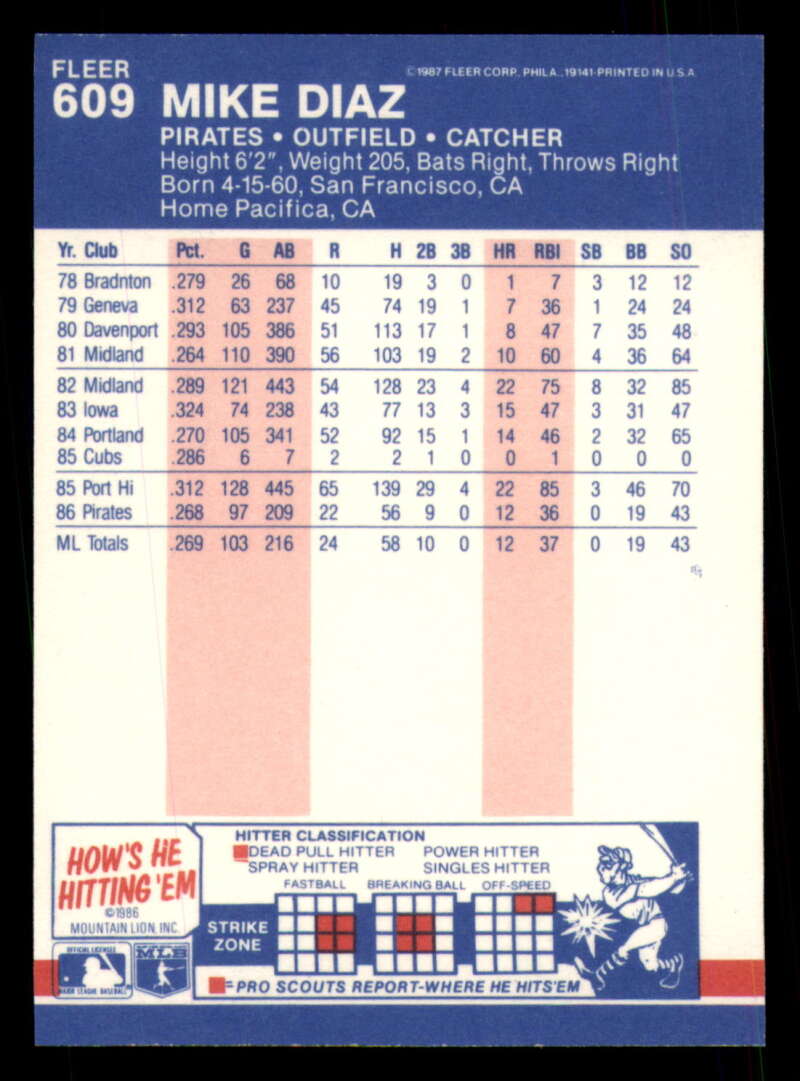 FLEER
609 MIKE DIAZ
©1987 FLEER CORP. PHILA., 19141-PRINTED IN U.S.A.
PIRATES • OUTFIELD • CATCHER
Height 6'2", Weight 205, Bats Right, Throws Right
Born 4-15-60, San Francisco, CA
Home Pacifica, CA
Yr. Club Pct. G AB R H 2B 3B HR RBI SB BB SO
78 Bradnton .279 26 68 10 19 3 0 1 7 3 12 12
79 Geneva .312 63 237 45 74 19 1 7 36 1 24 24
80 Davenport .293 105 386 51 113 17 1 8 47 7 35 48
81 Midland .264 110 390 56 103 19 2 10 60 4 36 64
82 Midland .289 121 443 54 128 23 4 22 75 8 32 85
83 Iowa .324 74 238 43 77 13 3 15 47 3 31 47
84 Portland .270 105 341 52 92 15 1 14 46 2 32 65
85 Cubs .286 6 7 2 2 1 0 0 1 0 0 0
85 Port Hi .312 128 445 65 139 29 4 22 85 3 46 70
86 Pirates .268 97 209 22 56 9 0 12 36 0 19 43
ML Totals .269 103 216 24 58 10 0 12 37 0 19 43
HOW'S HE
HITTING 'EM
©1986
MOUNTAIN LION, INC.
OFFICIAL LICENSEE
MAJOR LEAGUE BASEBALL
MLB
HITTER CLASSIFICATION
DEAD PULL HITTER POWER HITTER
SPRAY HITTER SINGLES HITTER
FASTBALL BREAKING BALL OFF-SPEED
STRIKE
ZONE
=PRO SCOUTS REPORT-WHERE HE HITS 'EM